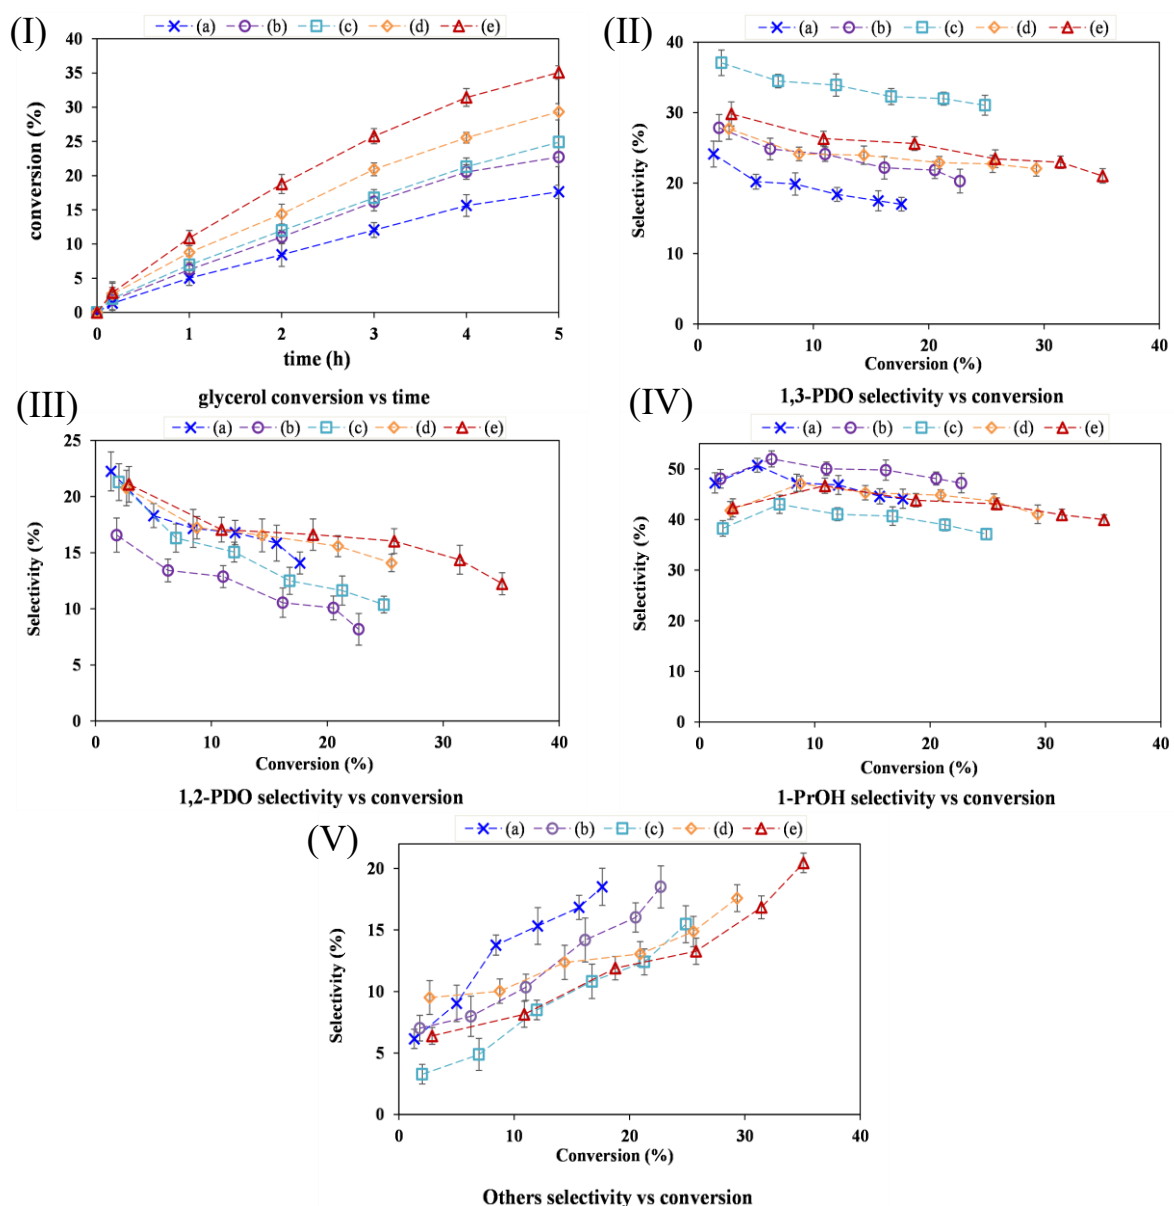 (I)
(a) (b) (c) (d) (e)
40
35
30
25
20
15
10
5
0
conversion (%)
0 1 2 3 4 5
time (h)
glycerol conversion vs time
(II)
(a) (b) (c) (d) (e)
40
30
20
10
0
Selectivity (%)
0 10 20 30 40
Conversion (%)
1,3-PDO selectivity vs conversion
(III)
(a) (b) (c) (d) (e)
25
20
15
10
5
0
Selectivity (%)
0 10 20 30 40
Conversion (%)
1,2-PDO selectivity vs conversion
(IV)
(a) (b) (c) (d) (e)
50
40
30
20
10
0
Selectivity (%)
0 10 20 30 40
Conversion (%)
1-PrOH selectivity vs conversion
(V)
(a) (b) (c) (d) (e)
20
15
10
5
0
Selectivity (%)
0 10 20 30 40
Conversion (%)
Others selectivity vs conversion